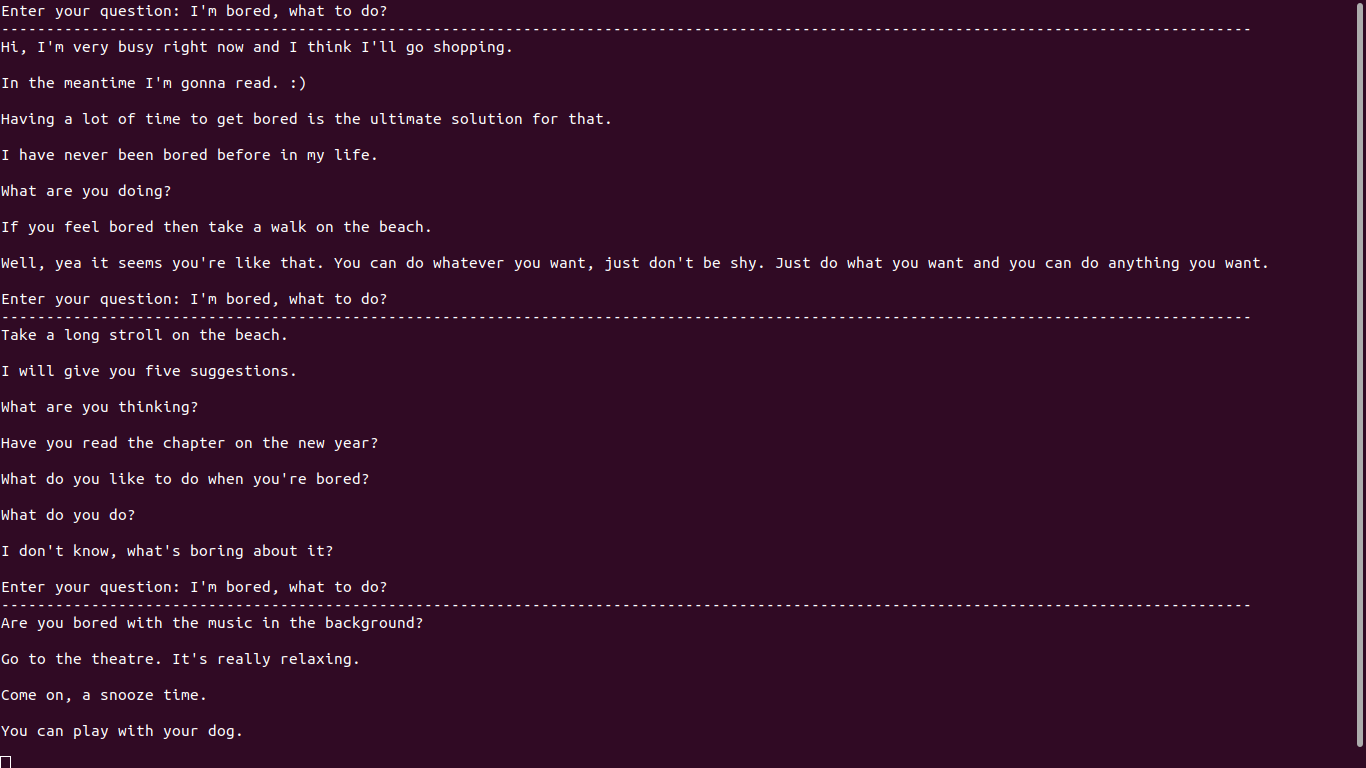 Enter your question: I'm bored, what to do?
-------------------------------------------------------------------------------------------------------------------------------------------
Hi, I'm very busy right now and I think I'll go shopping.
In the meantime I'm gonna read. :)
Having a lot of time to get bored is the ultimate solution for that.
I have never been bored before in my life.
What are you doing?
If you feel bored then take a walk on the beach.
Well, yea it seems you're like that. You can do whatever you want, just don't be shy. Just do what you want and you can do anything you want.
Enter your question: I'm bored, what to do?
-------------------------------------------------------------------------------------------------------------------------------------------
Take a long stroll on the beach.
I will give you five suggestions.
What are you thinking?
Have you read the chapter on the new year?
What do you like to do when you're bored?
What do you do?
I don't know, what's boring about it?
Enter your question: I'm bored, what to do?
-------------------------------------------------------------------------------------------------------------------------------------------
Are you bored with the music in the background?
Go to the theatre. It's really relaxing.
Come on, a snooze time.
You can play with your dog.